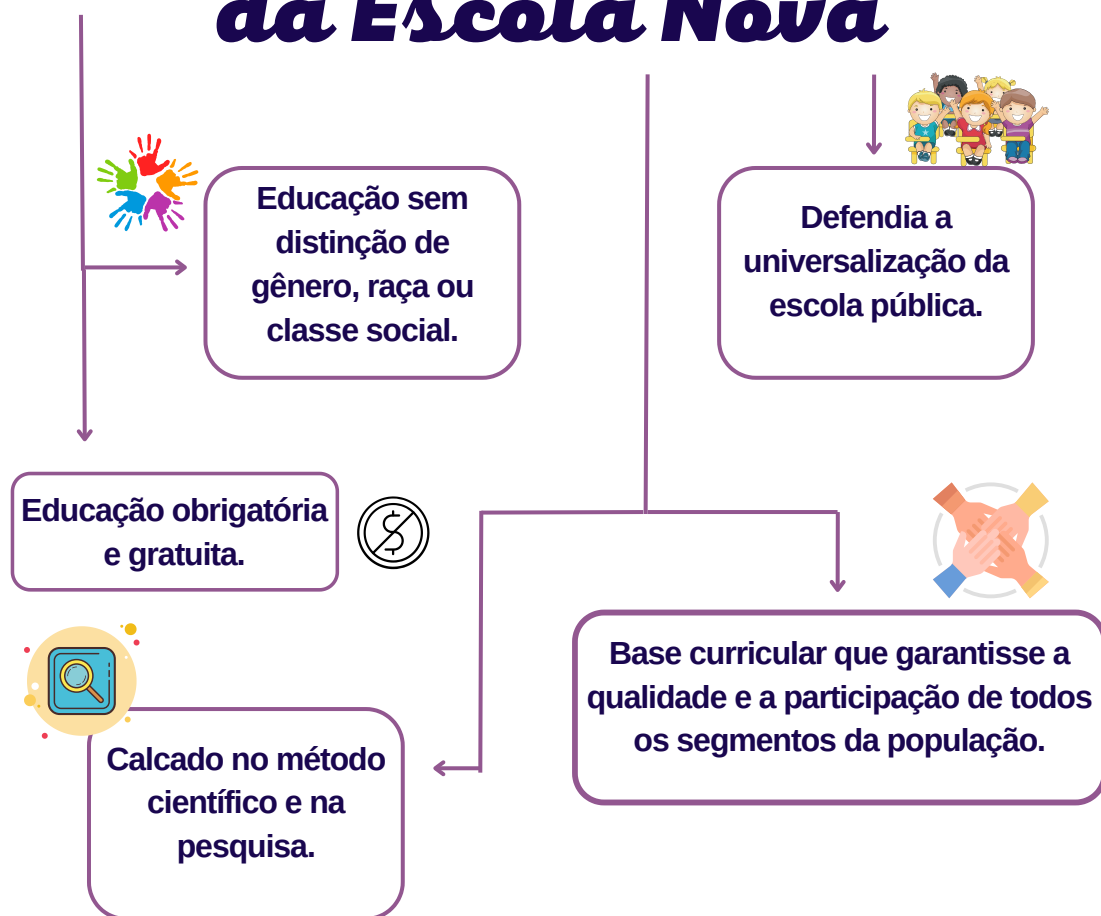 da Escola Nova
Educação sem
distinção de
gênero, raça ou
classe social.
Defendia a
universalização da
escola pública.
Educação obrigatória
e gratuita.
Base curricular que garantisse a
qualidade e a participação de todos
os segmentos da população.
Calcado no método
científico e na
pesquisa.